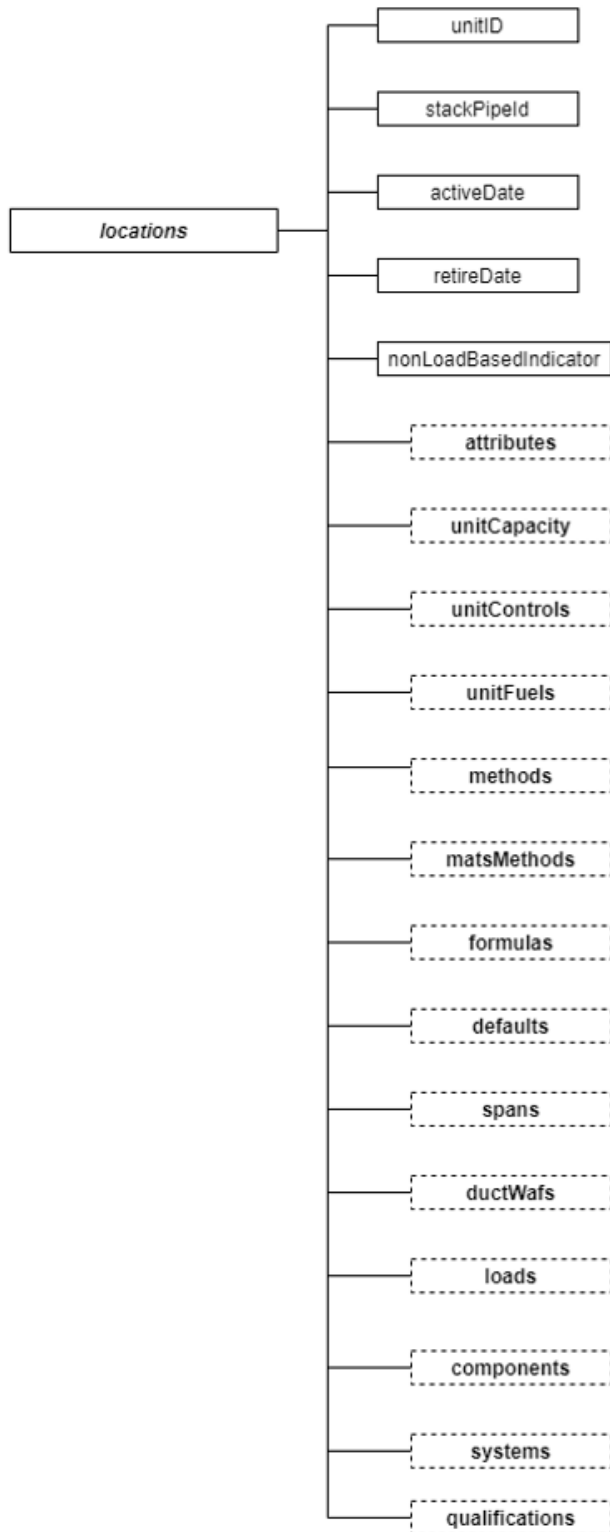 unitID
stackPipeId
activeDate
locations
retireDate
nonLoadBasedIndicator
attributes
unitCapacity
unitControls
unitFuels
methods
matsMethods
formulas
defaults
spans
ductWafs
loads
components
systems
qualifications